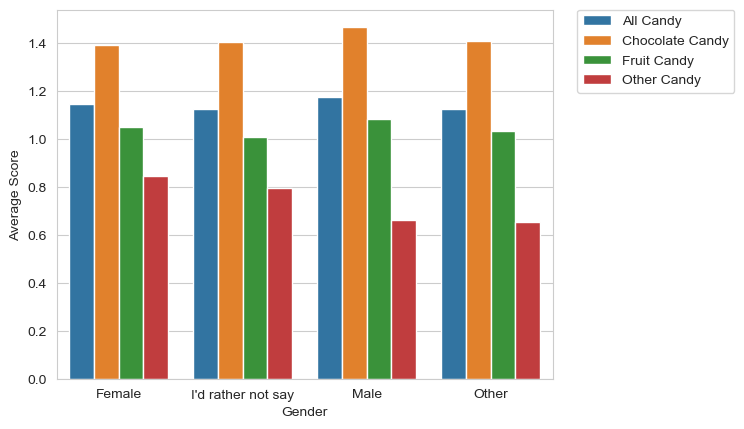 1.4
1.2
1.0
0.8
0.6
0.4
0.2
0.0
Average Score
Female
I'd rather not say
Male
Other
Gender
All Candy
Chocolate Candy
Fruit Candy
Other Candy